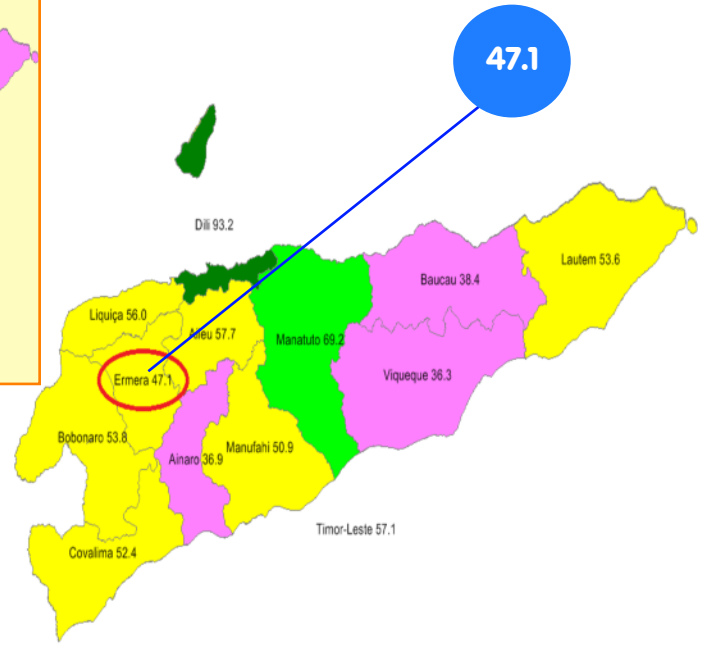 47.1
Dili 93.2
Lautem 53.6
Baucau 38.4
Liquiça 56.0
Aileu 57.7
Manatuto 69.2
Ermera 47.1
Viqueque 36.3
Bobonaro 53.8
Manufahi 50.9
Ainaro 36.9
Timor-Leste 57.1
Covalima 52.4